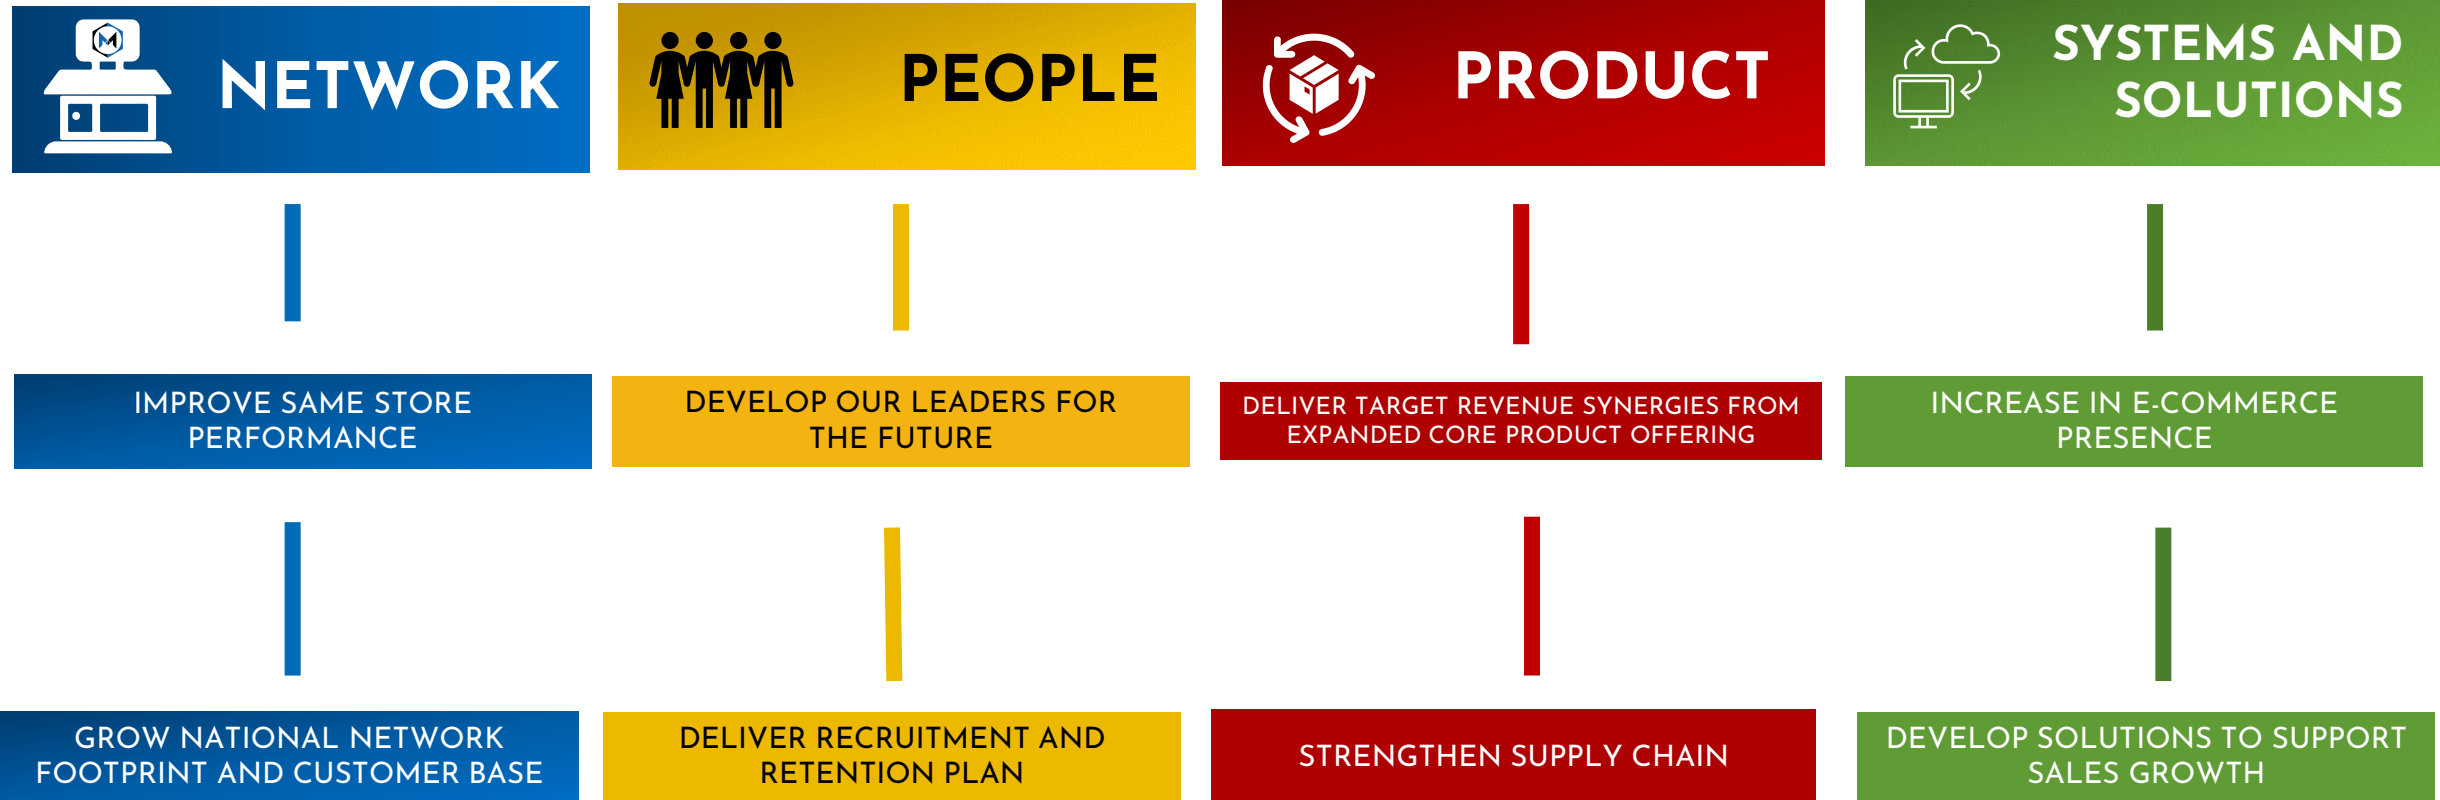 NETWORK
IMPROVE SAME STORE
PERFORMANCE
GROW NATIONAL NETWORK
FOOTPRINT AND CUSTOMER BASE
PEOPLE
DEVELOP OUR LEADERS FOR
THE FUTURE
DELIVER RECRUITMENT AND
RETENTION PLAN
PRODUCT
DELIVER TARGET REVENUE SYNERGIES FROM
EXPANDED CORE PRODUCT OFFERING
STRENGTHEN SUPPLY CHAIN
SYSTEMS AND
SOLUTIONS
INCREASE IN E-COMMERCE
PRESENCE
DEVELOP SOLUTIONS TO SUPPORT
SALES GROWTH